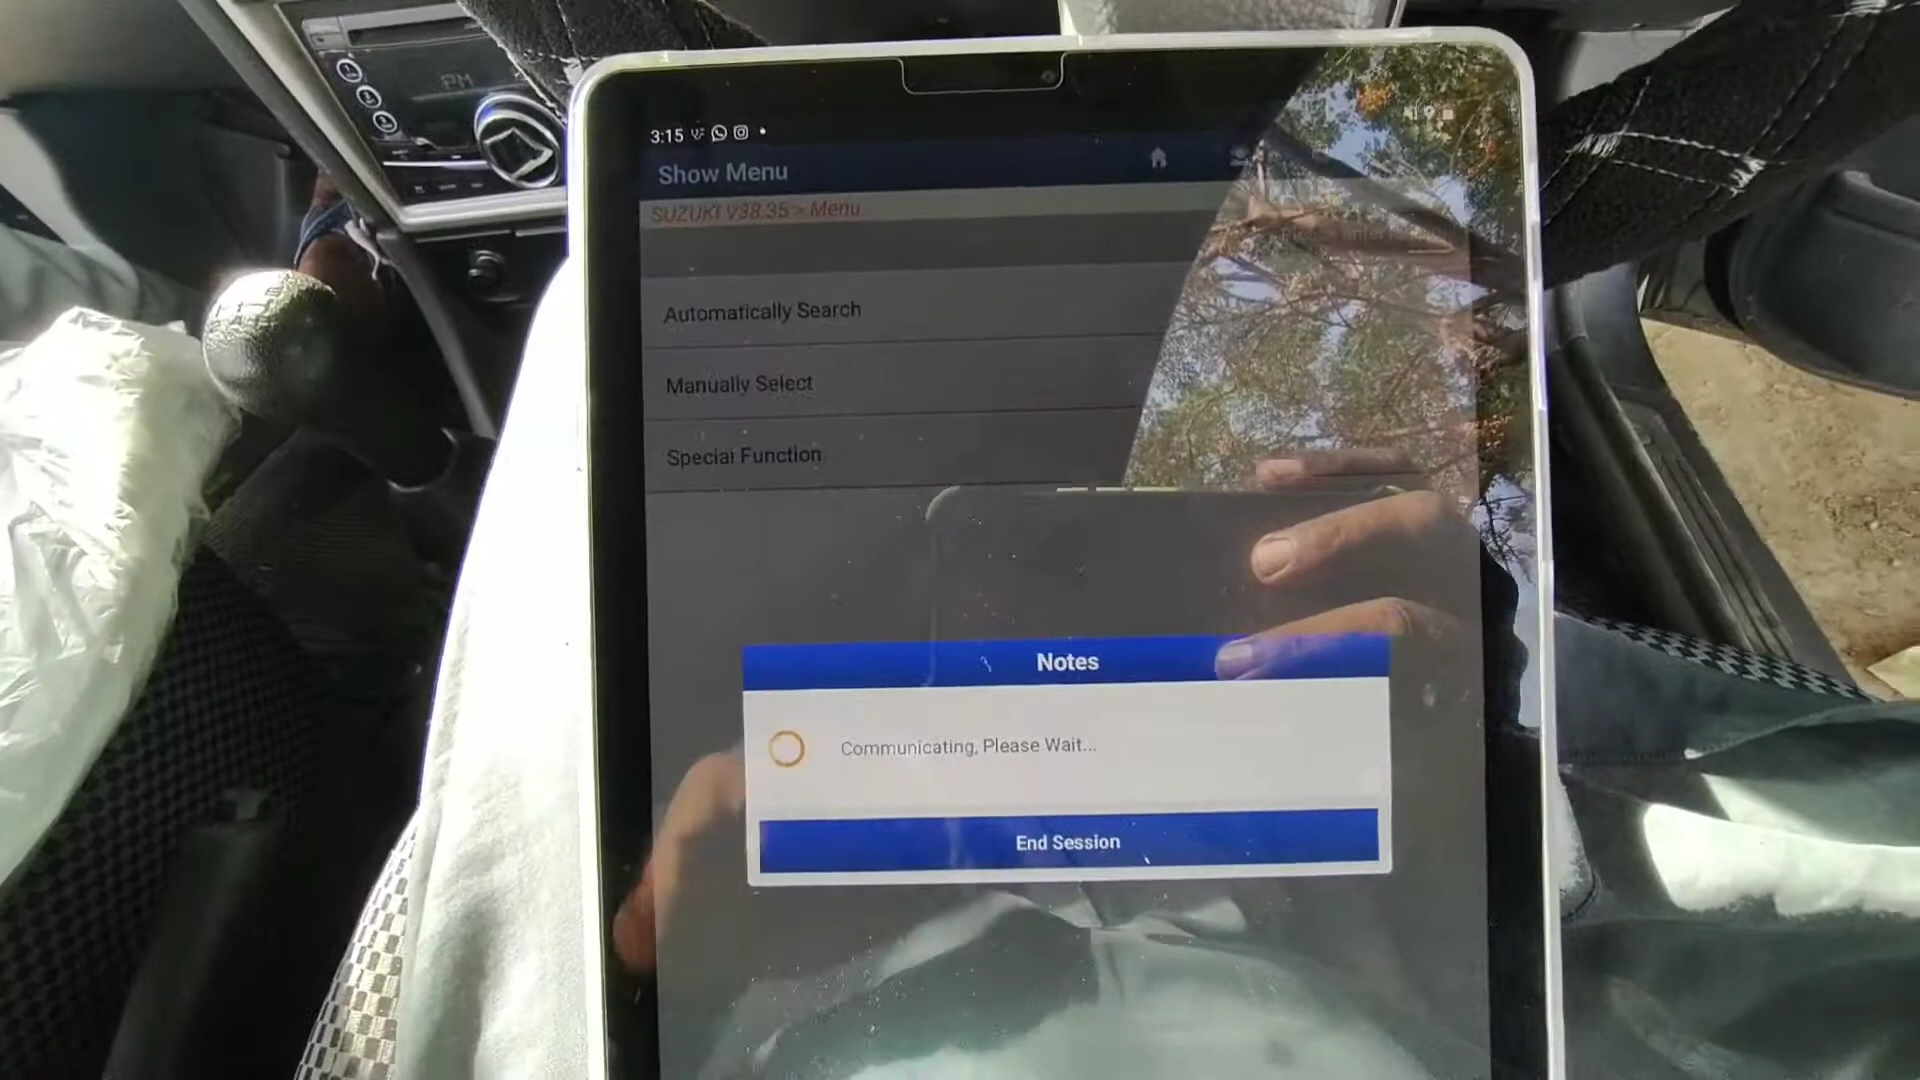 FM
3:15
Show Menu
SUZUKI V38.35 > Menu
Automatically Search
Manually Select
Special Function
Notes
Communicating, Please Wait...
End Session